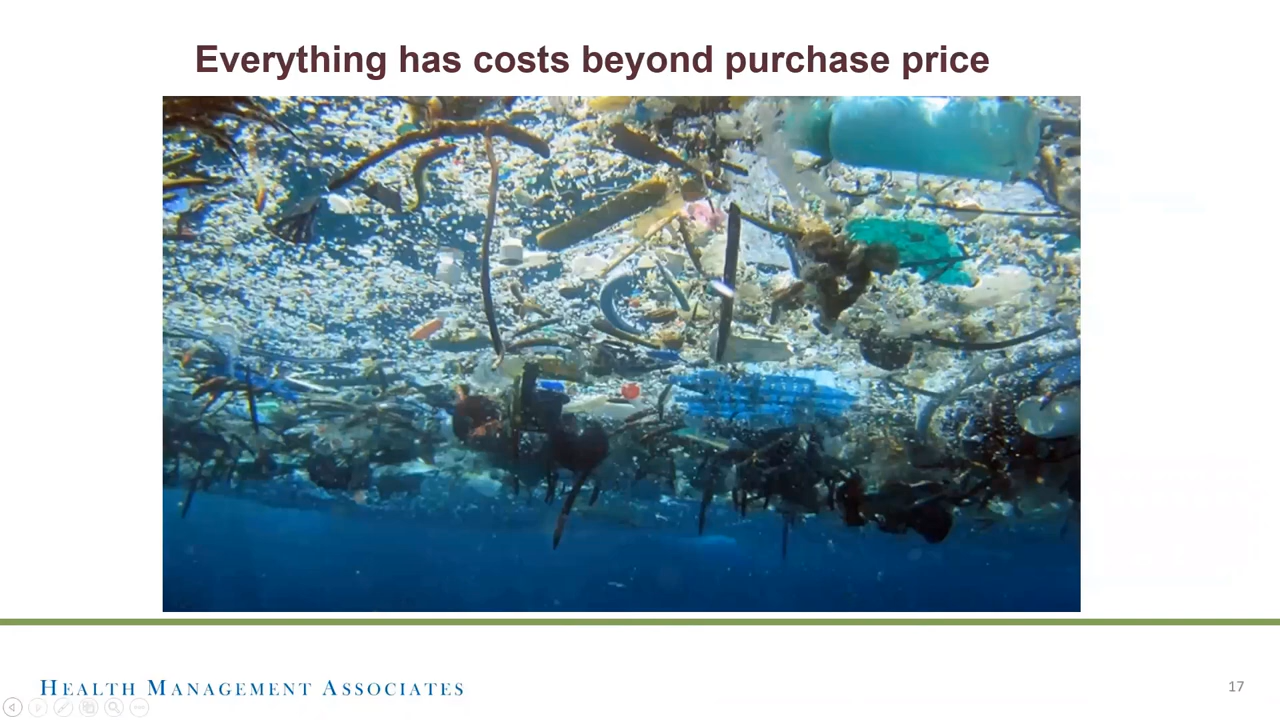 Everything has costs beyond purchase price
HEALTH MANAGEMENT ASSOCIATES
17